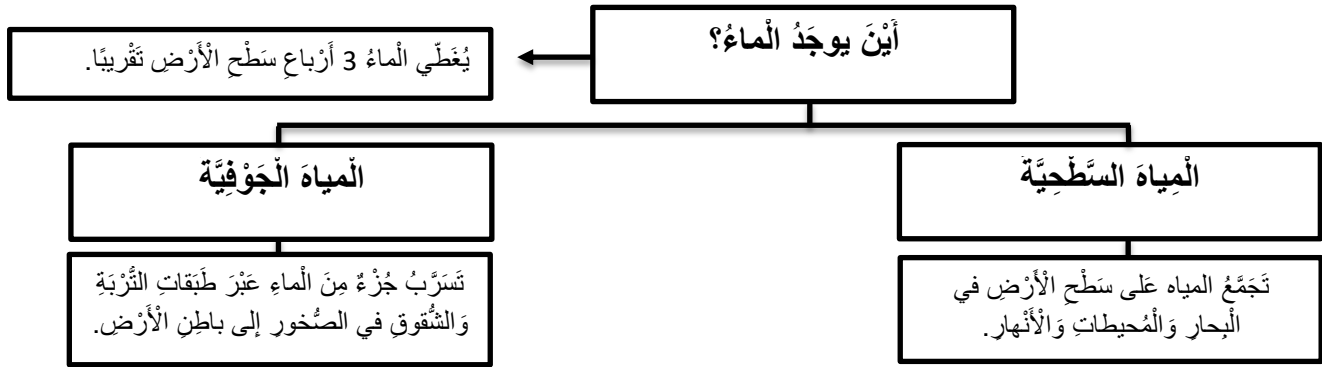 أَيْنَ يوجَدُ الْماءُ؟
يُغَطّي الْماءُ 3 أَرْباعِ سَطْحِ الْأَرْضِ تَقْريبًا.
الْمِياهَ السَّطْحِيَّةَ
تَجَمَّعُ المياه عَلى سَطْحِ الْأَرْضِ في
الْبِحارِ وَالْمُحيطاتِ وَالْأَنْهارِ.
الْمياهَ الْجَوْفِيَّة
تَسَرَّبُ جُزْءٌ مِنَ الْماءِ عَبْرَ طَبَقاتِ التُّرْبَةِ
وَالشُّقوقِ في الصُّخورِ إِلى باطِنِ الْأَرْضِ.